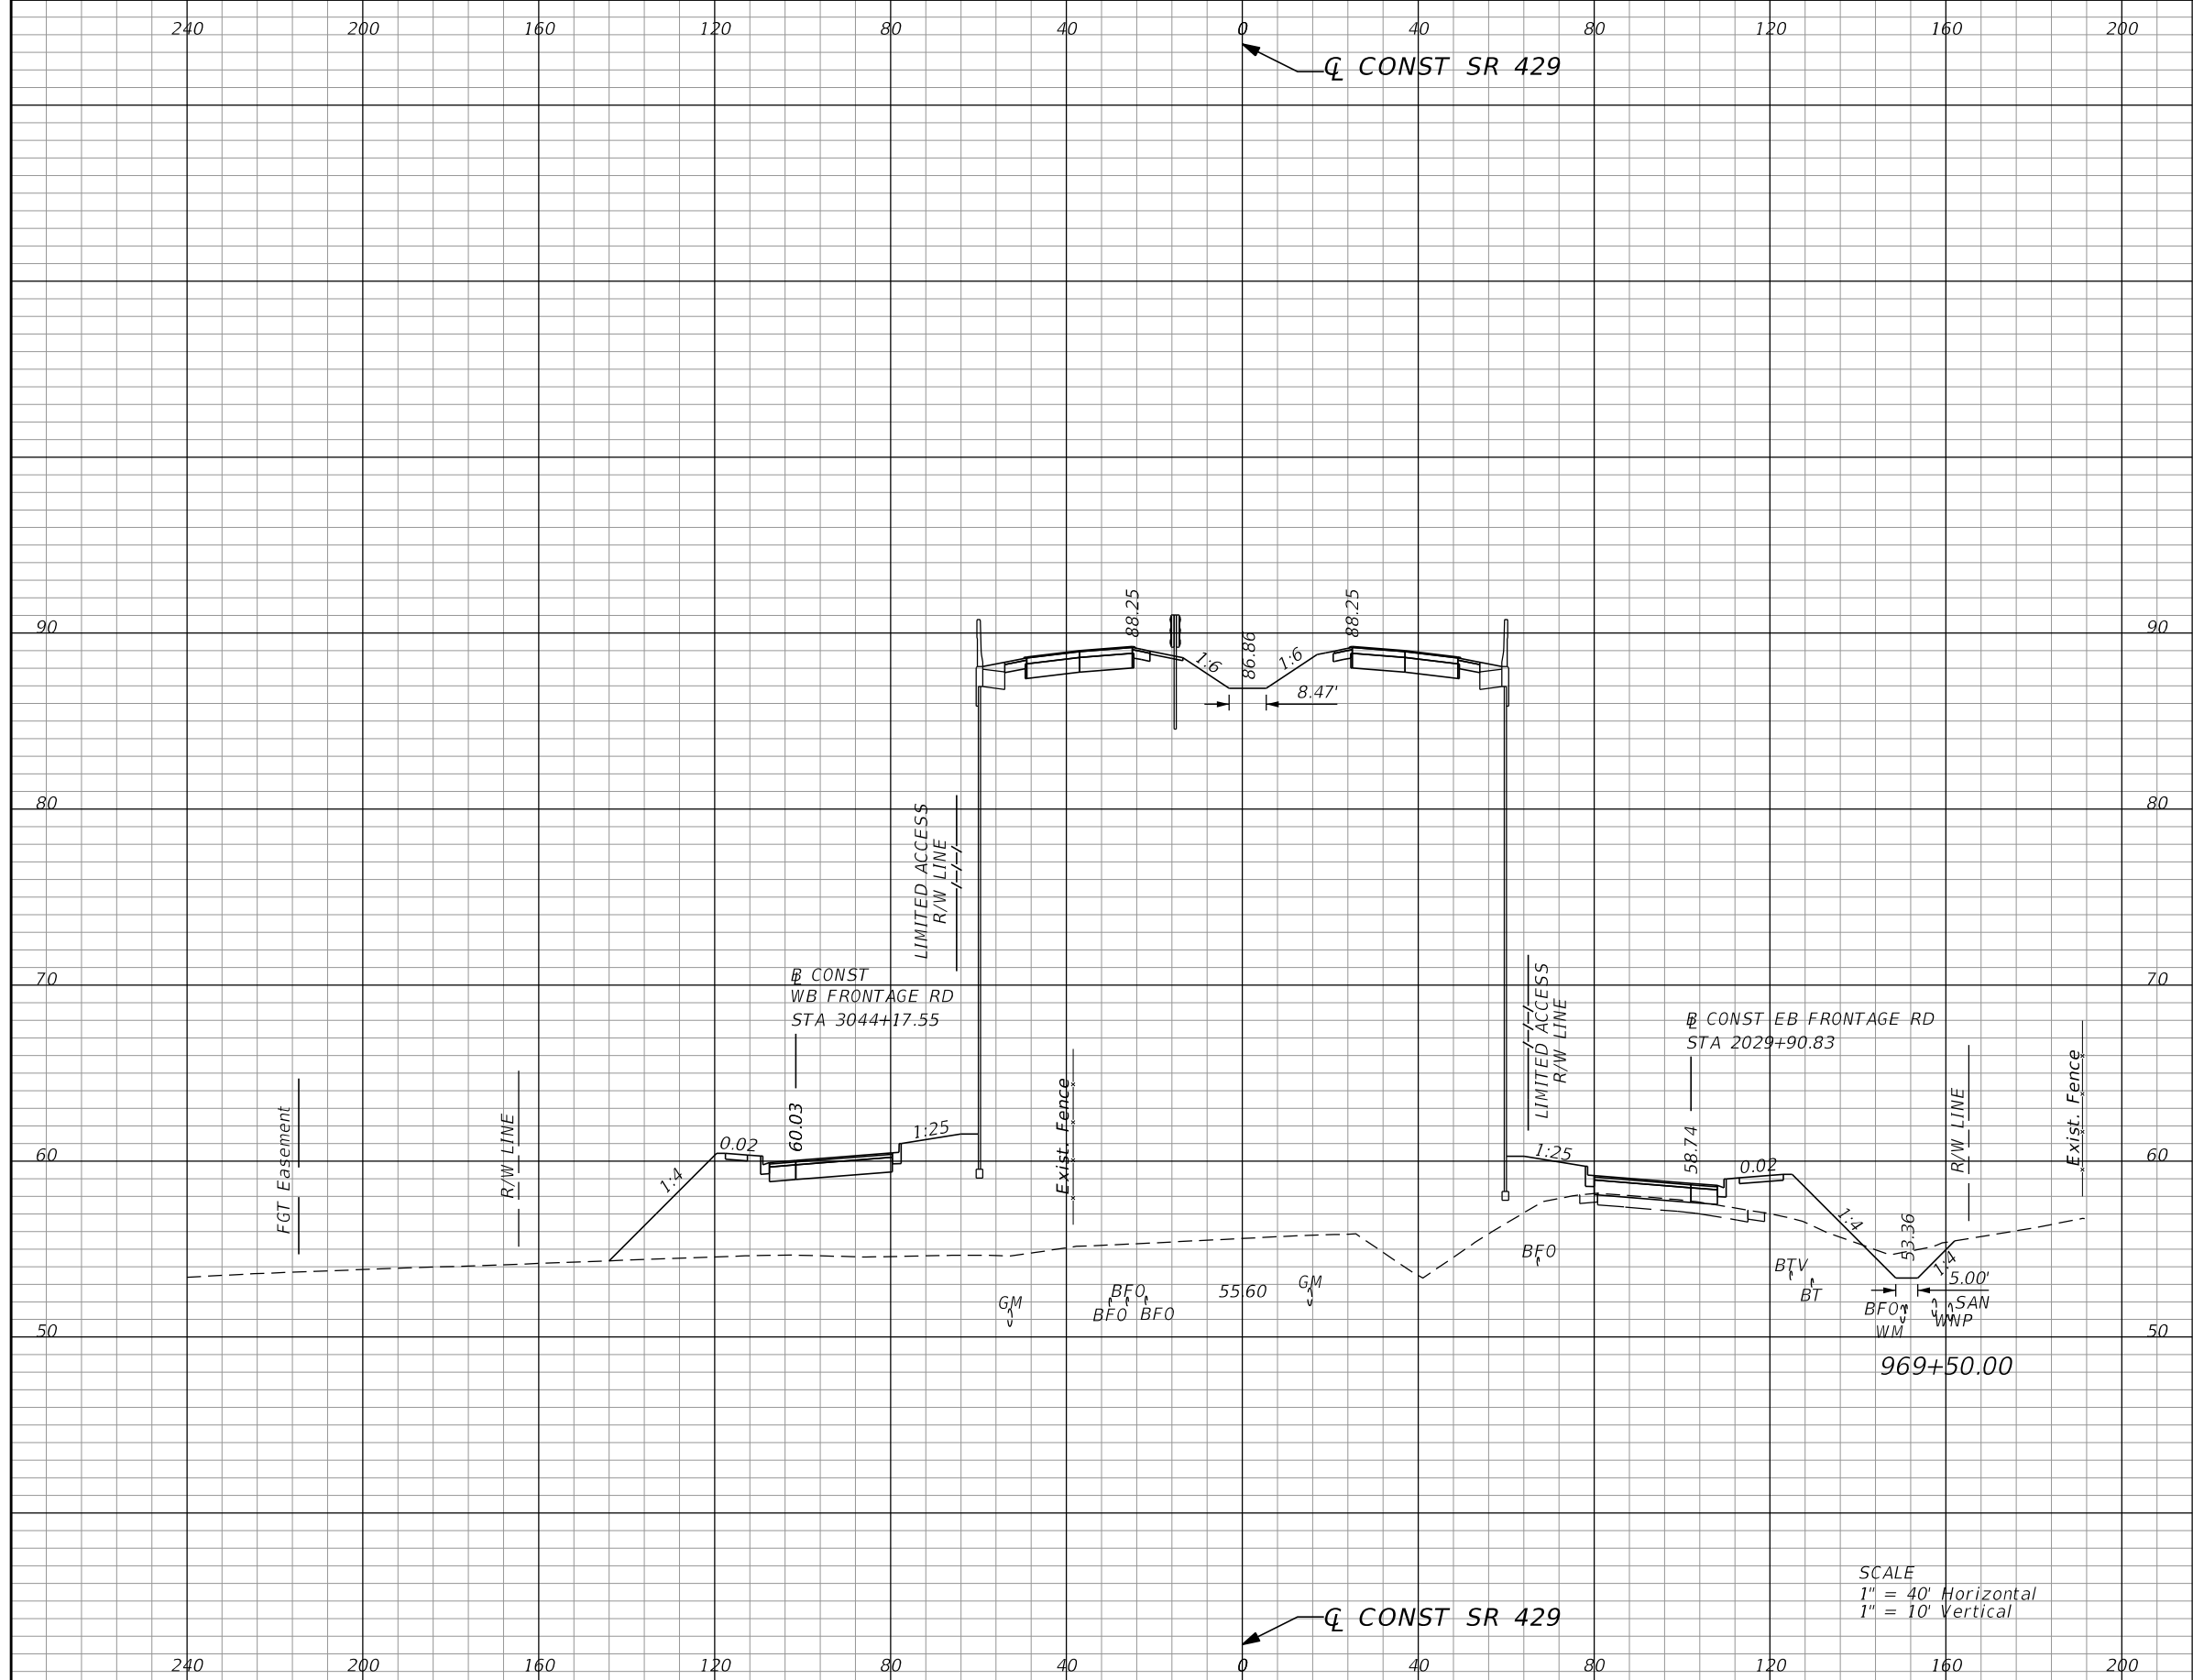 240 200 160 120 80 40 0 40 80 120 160 200
℄ CONST SR 429
88.25
88.25
90
90
86.86
1:6
1:6
8.47'
80
80
LIMITED ACCESS
R/W LINE
70
70
B̲L CONST
WB FRONTAGE RD
STA 3044+17.55
LIMITED ACCESS
R/W LINE
B̲L CONST EB FRONTAGE RD
STA 2029+90.83
FGT Easement
R/W LINE
60.03
Exist. Fence
58.74
R/W LINE
Exist. Fence
60
60
1:4
0.02
1:25
1:25
0.02
1:4
53.36
1:4
5.00'
GM
BFO
BFO
BFO
55.60
GM
BFO
BTV
BT
BFO
WM
SAN
WNP
50
50
969+50.00
SCALE
1" = 40' Horizontal
1" = 10' Vertical
℄ CONST SR 429
240 200 160 120 80 40 0 40 80 120 160 200